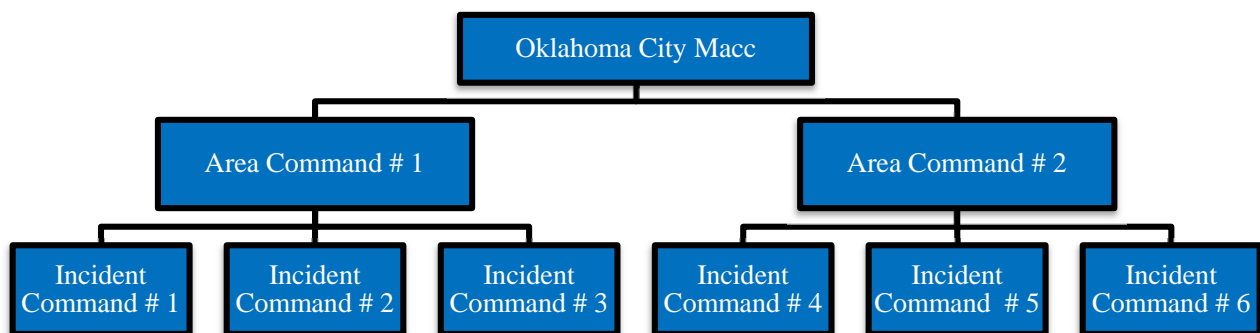 Oklahoma City Macc
Area Command # 1
Area Command # 2
Incident
Command # 1
Incident
Command # 2
Incident
Command # 3
Incident
Command # 4
Incident
Command # 5
Incident
Command # 6